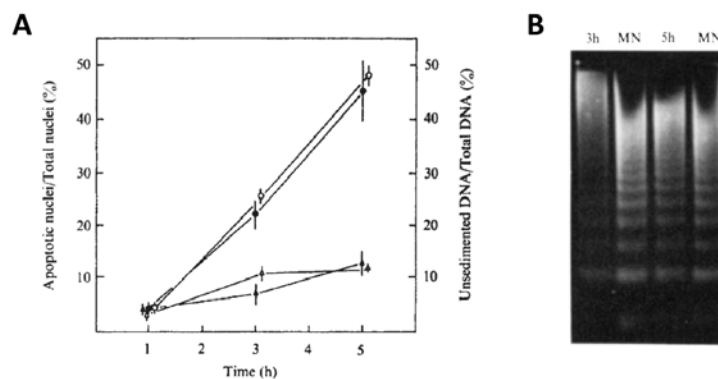 A
Apoptotic nuclei/Total nuclei (%)
50
40
30
20
10
1
2
3
4
5
Time (h)
50
40
30
20
10
Unsedimented DNA/Total DNA (%)
B
3h MN 5h MN